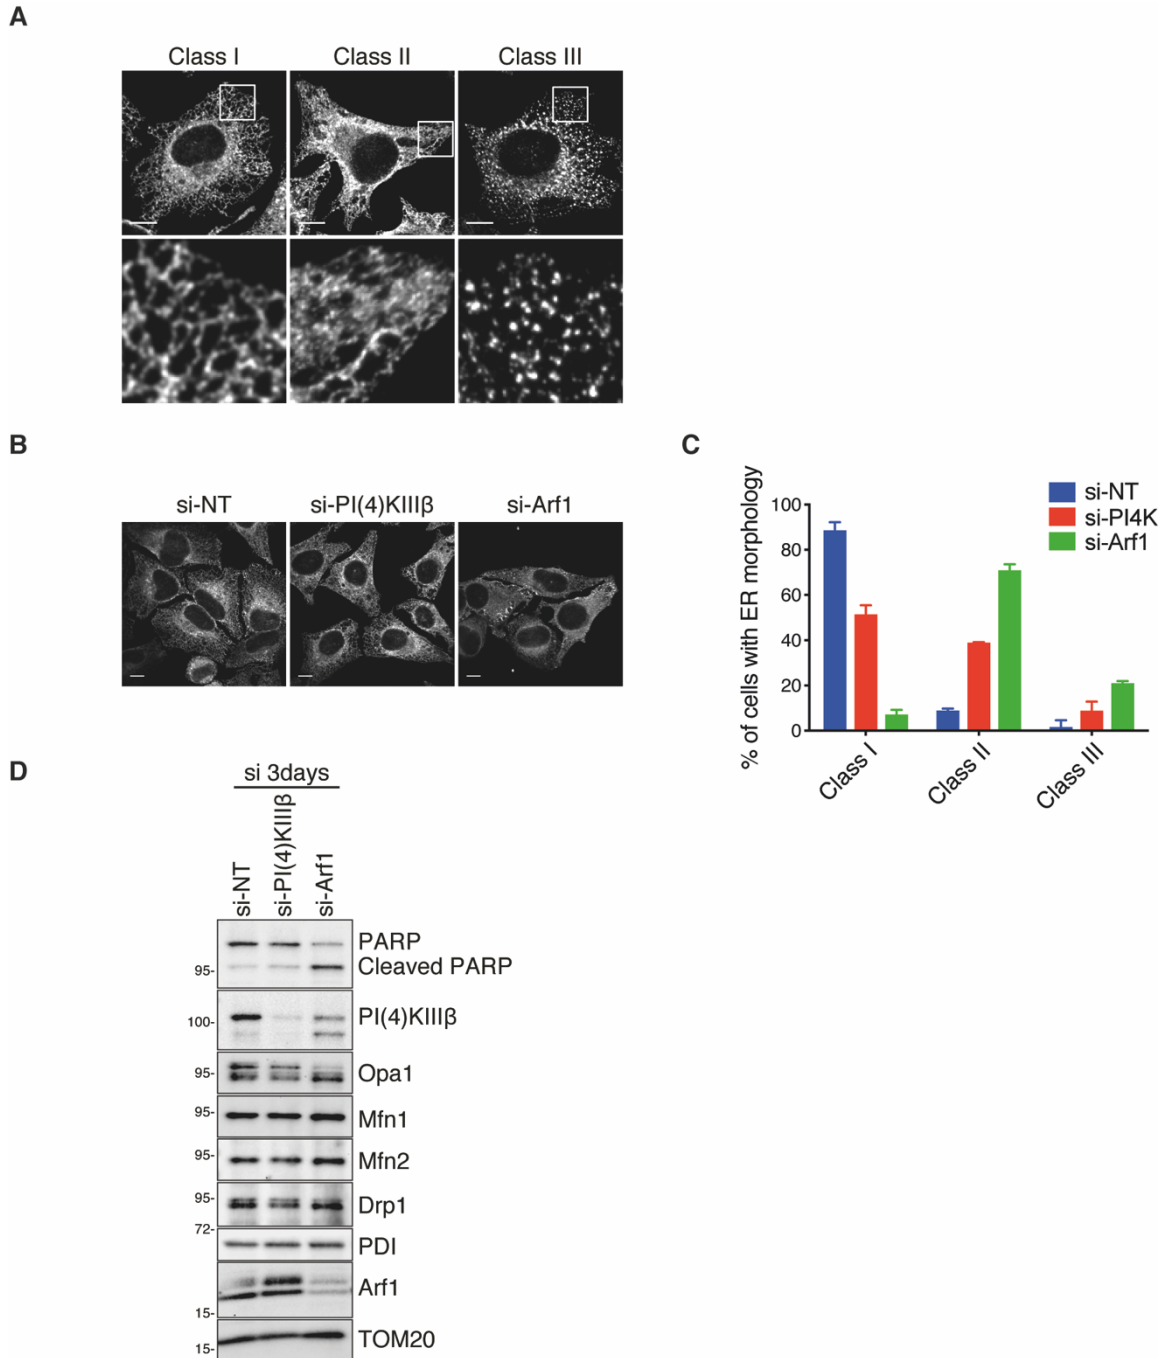 A
Class I
Class II
Class III
B
si-NT
si-PI(4)KIIIβ
si-Arf1
C
% of cells with ER morphology
100
80
60
40
20
0
Class I
Class II
Class III
si-NT
si-PI4K
si-Arf1
D
si 3days
si-NT
si-PI(4)KIIIβ
si-Arf1
PARP
95-
Cleaved PARP
100-
PI(4)KIIIβ
95-
Opa1
95-
Mfn1
95-
Mfn2
95-
Drp1
72-
PDI
Arf1
15-
TOM20
15-